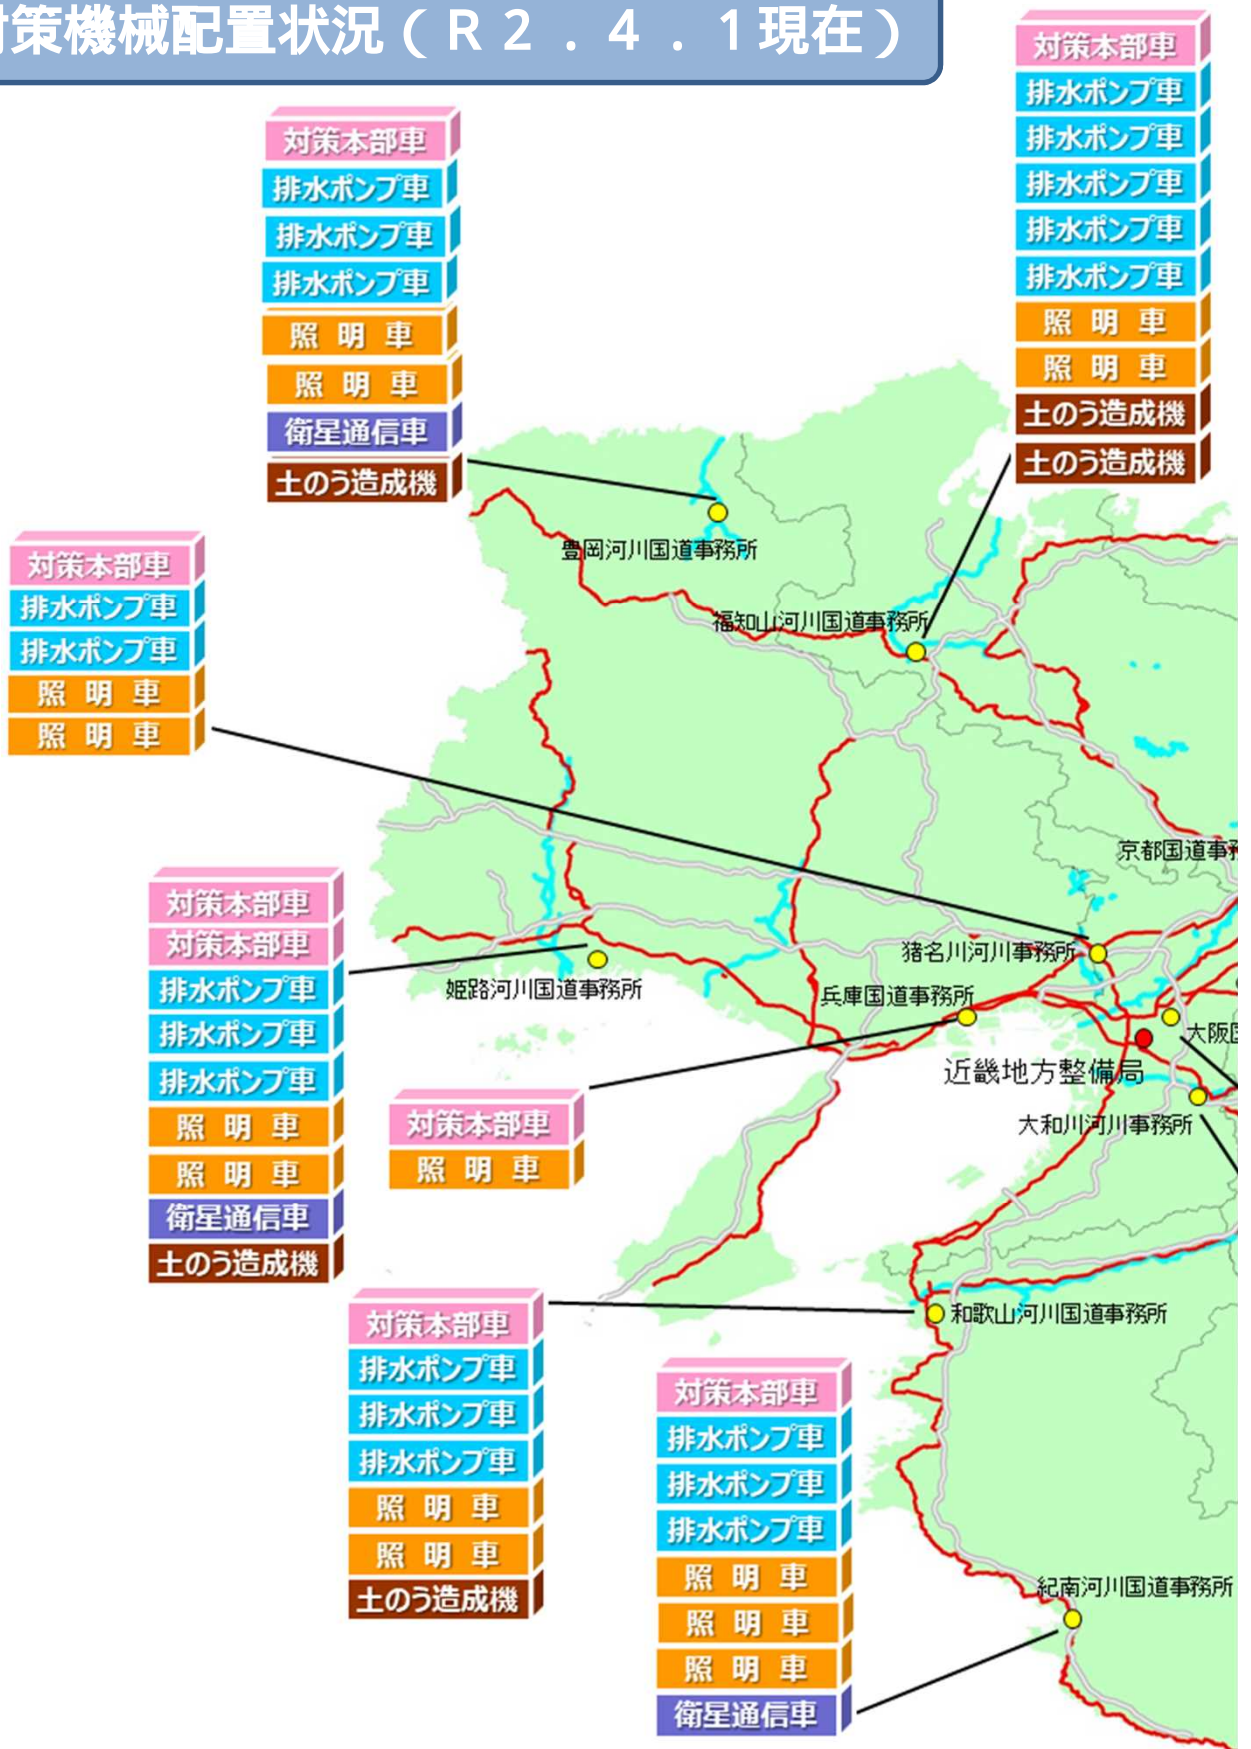 対策機械配置状況（Ｒ２．４．１現在）
対策本部車
排水ポンプ車
排水ポンプ車
排水ポンプ車
照 明 車
照 明 車
衛星通信車
土のう造成機
対策本部車
排水ポンプ車
排水ポンプ車
排水ポンプ車
排水ポンプ車
排水ポンプ車
照 明 車
照 明 車
土のう造成機
土のう造成機
豊岡河川国道事務所
福知山河川国道事務所
対策本部車
排水ポンプ車
排水ポンプ車
照 明 車
照 明 車
京都国道事務
対策本部車
対策本部車
排水ポンプ車
排水ポンプ車
排水ポンプ車
照 明 車
照 明 車
衛星通信車
土のう造成機
姫路河川国道事務所
猪名川河川事務所
兵庫国道事務所
大阪国
近畿地方整備局
大和川河川事務所
対策本部車
照 明 車
対策本部車
排水ポンプ車
排水ポンプ車
排水ポンプ車
照 明 車
照 明 車
土のう造成機
和歌山河川国道事務所
対策本部車
排水ポンプ車
排水ポンプ車
排水ポンプ車
照 明 車
照 明 車
照 明 車
衛星通信車
紀南河川国道事務所